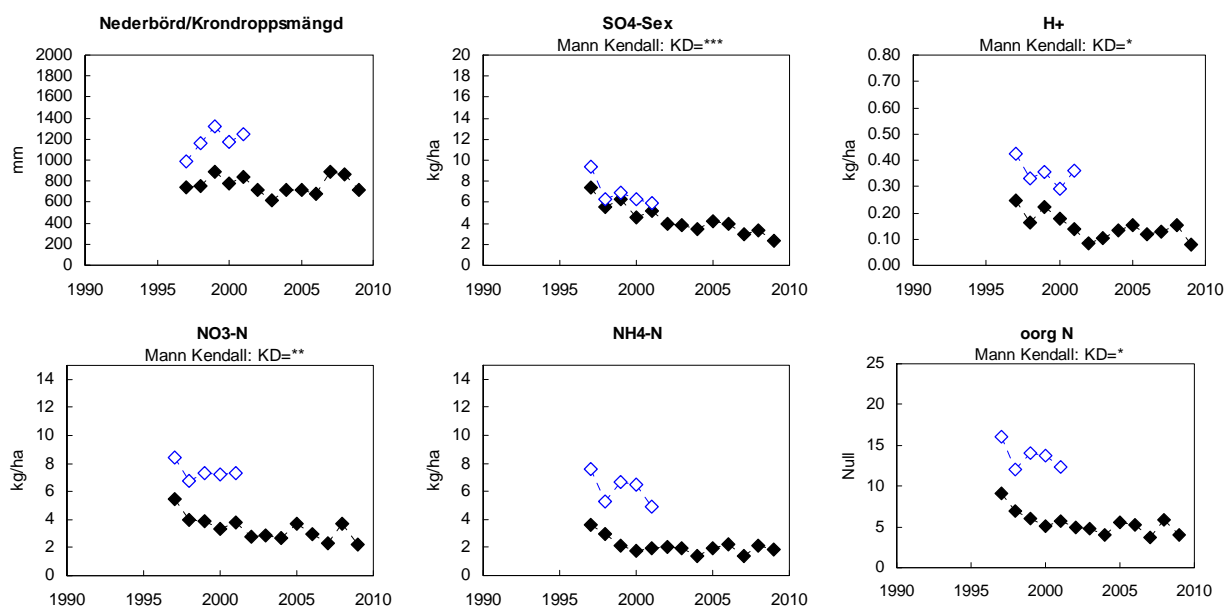 Nederbörd/Krondroppsmängd
2000
1800
1600
1400
1200
1000
800
600
400
200
0
mm
1990 1995 2000 2005 2010
SO4-Sex
Mann Kendall: KD=***
20
18
16
14
12
10
8
6
4
2
0
kg/ha
1990 1995 2000 2005 2010
H+
Mann Kendall: KD=*
0.80
0.70
0.60
0.50
0.40
0.30
0.20
0.10
0.00
kg/ha
1990 1995 2000 2005 2010
NO3-N
Mann Kendall: KD=**
14
12
10
8
6
4
2
0
kg/ha
1990 1995 2000 2005 2010
NH4-N
14
12
10
8
6
4
2
0
kg/ha
1990 1995 2000 2005 2010
oorg N
Mann Kendall: KD=*
25
20
15
10
5
0
Null
1990 1995 2000 2005 2010